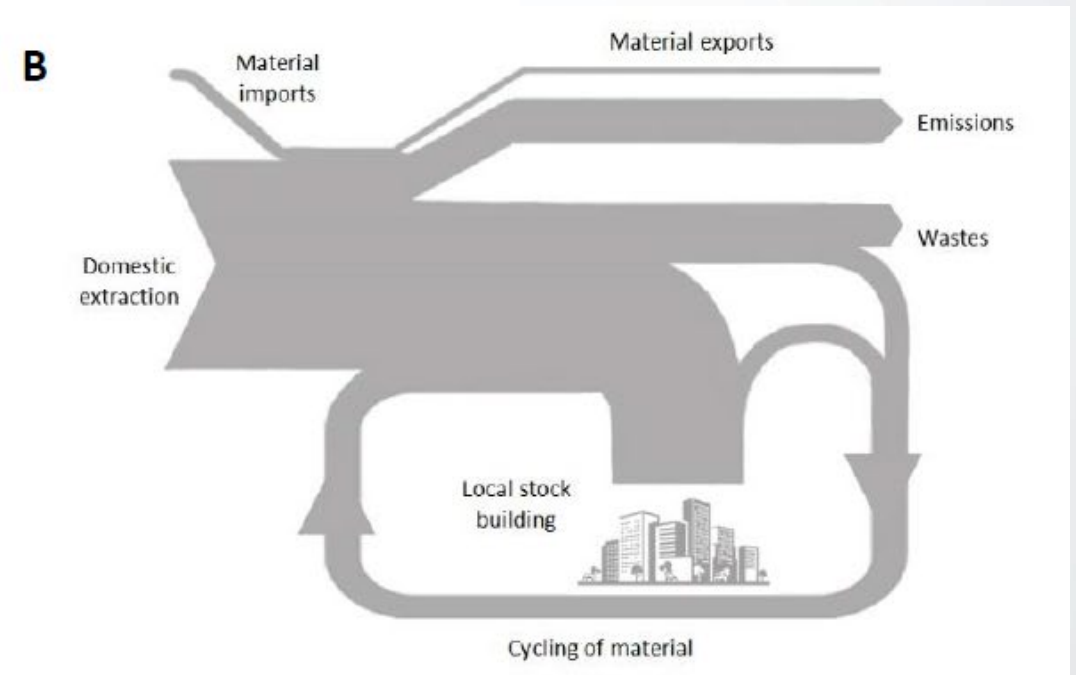 B
Material
imports
Material exports
Emissions
Wastes
Domestic
extraction
Local stock
building
Cycling of material